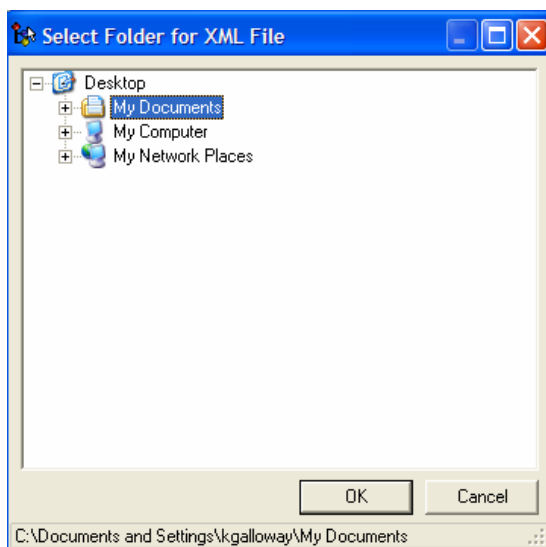 Select Folder for XML File
Desktop
My Documents
My Computer
My Network Places
OK Cancel
C:\Documents and Settings\kgalloway\My Documents